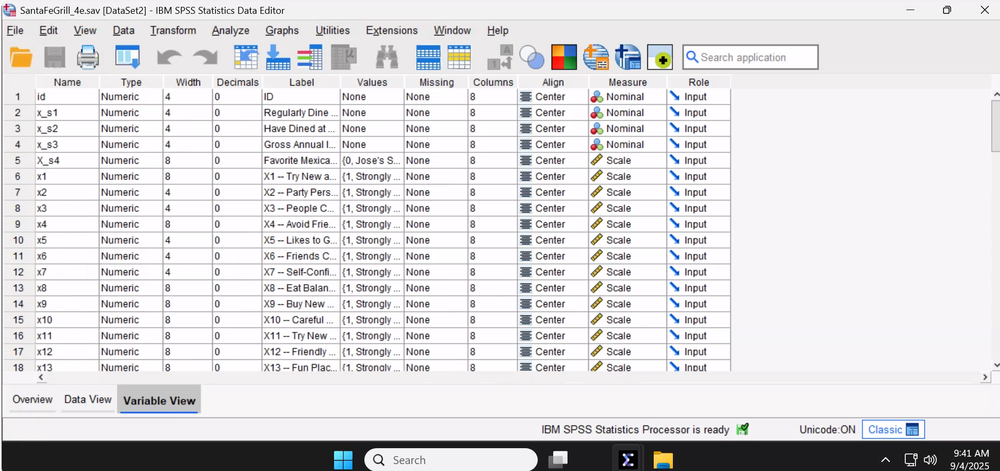 SantaFeGrill_4e.sav [DataSet2] - IBM SPSS Statistics Data Editor
File Edit View Data Transform Analyze Graphs Utilities Extensions Window Help
Search application
Name Type Width Decimals Label Values Missing Columns Align Measure Role
1 id Numeric 4 0 ID None None 8 Center Nominal Input
2 x_s1 Numeric 4 0 Regularly Dine ... None None 8 Center Nominal Input
3 x_s2 Numeric 4 0 Have Dined at ... None None 8 Center Nominal Input
4 x_s3 Numeric 4 0 Gross Annual I... None None 8 Center Nominal Input
5 X_s4 Numeric 8 0 Favorite Mexica... {0, Jose's S... None 8 Center Scale Input
6 x1 Numeric 8 0 X1 -- Try New a... {1, Strongly ... None 8 Center Scale Input
7 x2 Numeric 4 0 X2 -- Party Pers... {1, Strongly ... None 8 Center Scale Input
8 x3 Numeric 4 0 X3 -- People C... {1, Strongly ... None 8 Center Scale Input
9 x4 Numeric 8 0 X4 -- Avoid Frie... {1, Strongly ... None 8 Center Scale Input
10 x5 Numeric 4 0 X5 -- Likes to G... {1, Strongly ... None 8 Center Scale Input
11 x6 Numeric 4 0 X6 -- Friends C... {1, Strongly ... None 8 Center Scale Input
12 x7 Numeric 4 0 X7 -- Self-Confi... {1, Strongly ... None 8 Center Scale Input
13 x8 Numeric 8 0 X8 -- Eat Balan... {1, Strongly ... None 8 Center Scale Input
14 x9 Numeric 8 0 X9 -- Buy New ... {1, Strongly ... None 8 Center Scale Input
15 x10 Numeric 8 0 X10 -- Careful ... {1, Strongly ... None 8 Center Scale Input
16 x11 Numeric 8 0 X11 -- Try New ... {1, Strongly ... None 8 Center Scale Input
17 x12 Numeric 8 0 X12 -- Friendly ... {1, Strongly ... None 8 Center Scale Input
18 x13 Numeric 8 0 X13 -- Fun Plac... {1, Strongly ... None 8 Center Scale Input
Overview Data View Variable View
IBM SPSS Statistics Processor is ready Unicode:ON Classic
Search
9:41 AM
9/4/2025